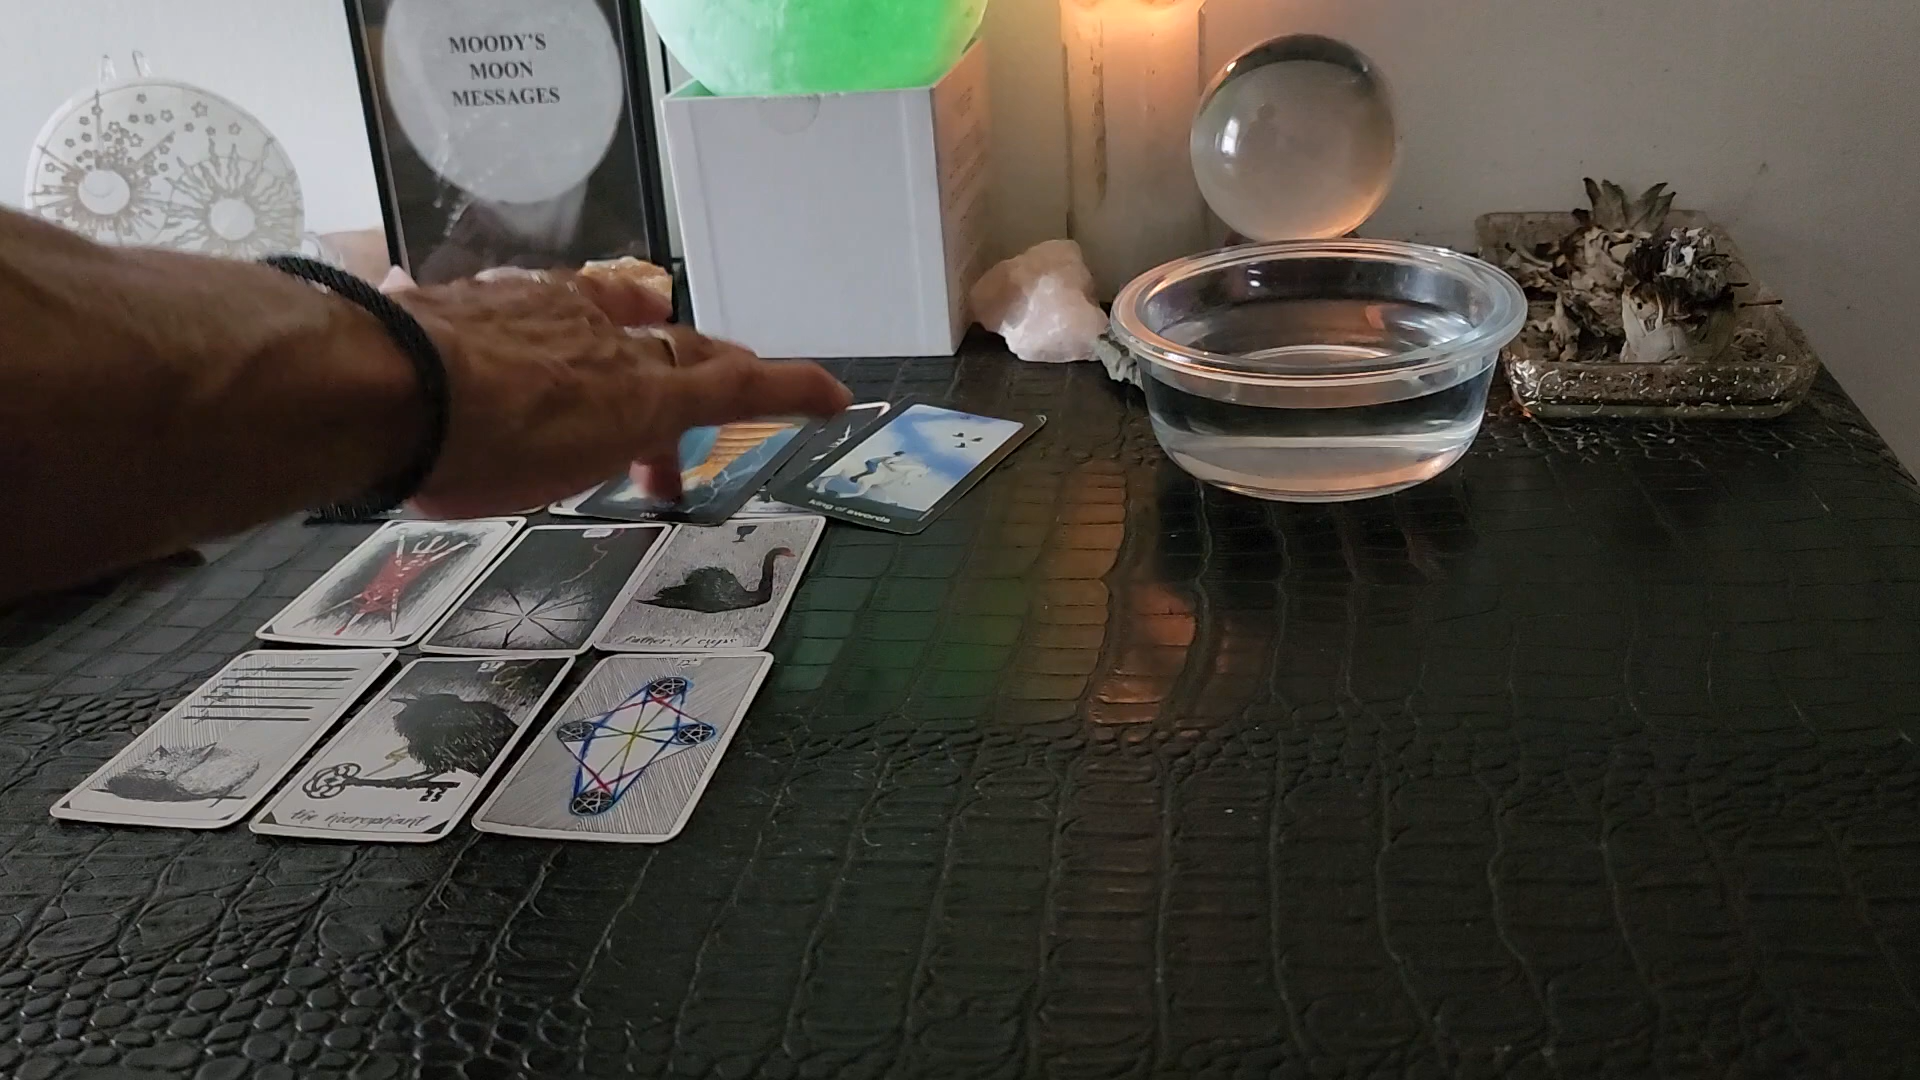 MOODY'S
MOON
MESSAGES
king of swords
father of cups
the hierophant